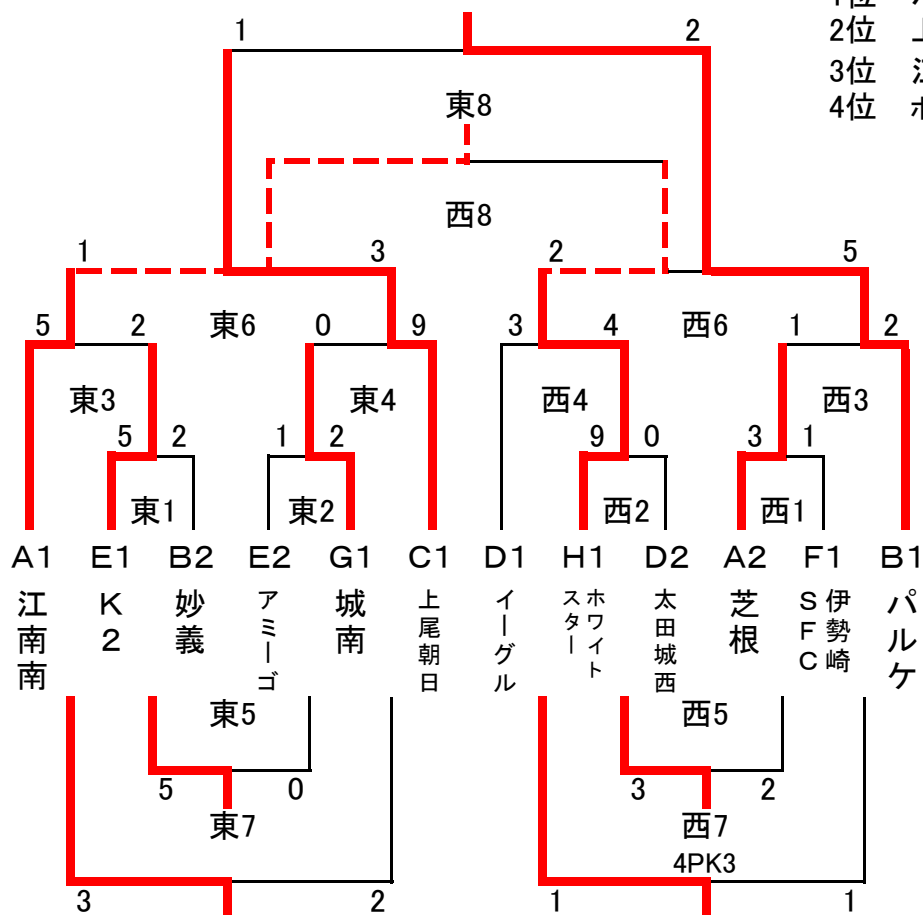 1位
2位 上
3位 江
4位 ホ
1 2
東8
西8
1 3 2 5
東6 西6
5 2 0 9 3 4 1 2
東3 東4 西4 西3
5 2 1 2 9 0 3 1
東1 東2 西2 西1
A1 E1 B2 E2 G1 C1 D1 H1 D2 A2 F1 B1
江南南
K2
妙義
アミーゴ
城南
上尾朝日
イーグル
ホワイト
スター
太田城西
芝根
伊勢崎
SFC
パルケ
東5 西5
5 0 3 2
東7 西7
4PK3
3 2 1 1